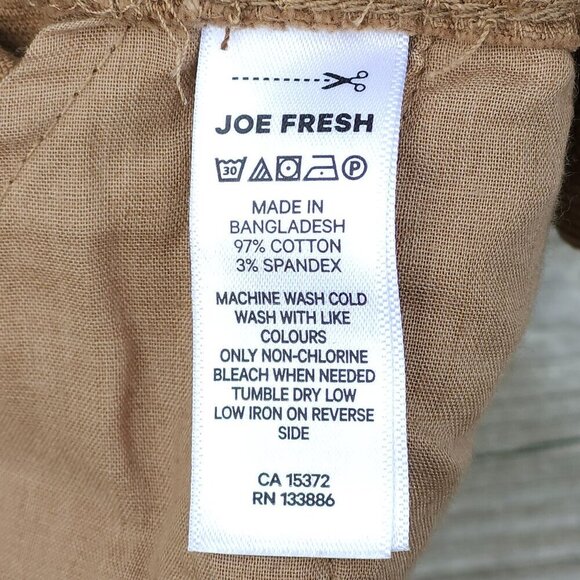 JOE FRESH
30 P
MADE IN
BANGLADESH
97% COTTON
3% SPANDEX
MACHINE WASH COLD
WASH WITH LIKE
COLOURS
ONLY NON-CHLORINE
BLEACH WHEN NEEDED
TUMBLE DRY LOW
LOW IRON ON REVERSE
SIDE
CA 15372
RN 133886